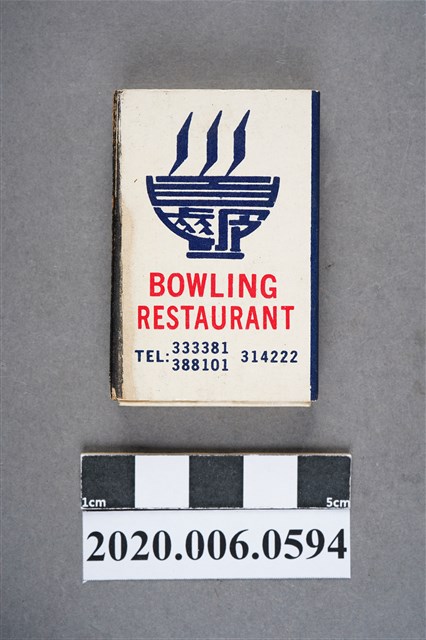 BOWLING
RESTAURANT
TEL: 333381 314222
388101
1cm 5cm
2020.006.0594